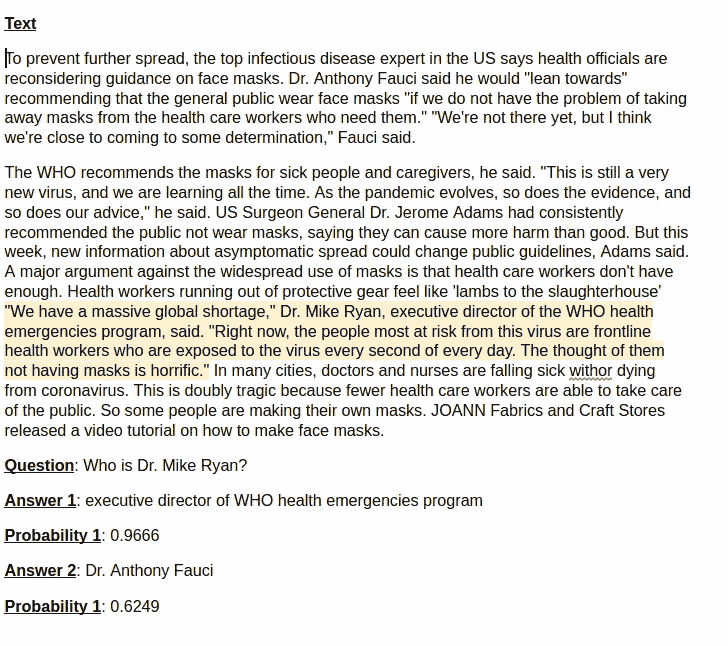 Text
To prevent further spread, the top infectious disease expert in the US says health officials are
reconsidering guidance on face masks. Dr. Anthony Fauci said he would "lean towards"
recommending that the general public wear face masks "if we do not have the problem of taking
away masks from the health care workers who need them." "We're not there yet, but I think
we're close to coming to some determination," Fauci said.
The WHO recommends the masks for sick people and caregivers, he said. "This is still a very
new virus, and we are learning all the time. As the pandemic evolves, so does the evidence, and
so does our advice," he said. US Surgeon General Dr. Jerome Adams had consistently
recommended the public not wear masks, saying they can cause more harm than good. But this
week, new information about asymptomatic spread could change public guidelines, Adams said.
A major argument against the widespread use of masks is that health care workers don't have
enough. Health workers running out of protective gear feel like 'lambs to the slaughterhouse'
"We have a massive global shortage," Dr. Mike Ryan, executive director of the WHO health
emergencies program, said. "Right now, the people most at risk from this virus are frontline
health workers who are exposed to the virus every second of every day. The thought of them
not having masks is horrific." In many cities, doctors and nurses are falling sick withor dying
from coronavirus. This is doubly tragic because fewer health care workers are able to take care
of the public. So some people are making their own masks. JOANN Fabrics and Craft Stores
released a video tutorial on how to make face masks.
Question: Who is Dr. Mike Ryan?
Answer 1: executive director of WHO health emergencies program
Probability 1: 0.9666
Answer 2: Dr. Anthony Fauci
Probability 1: 0.6249